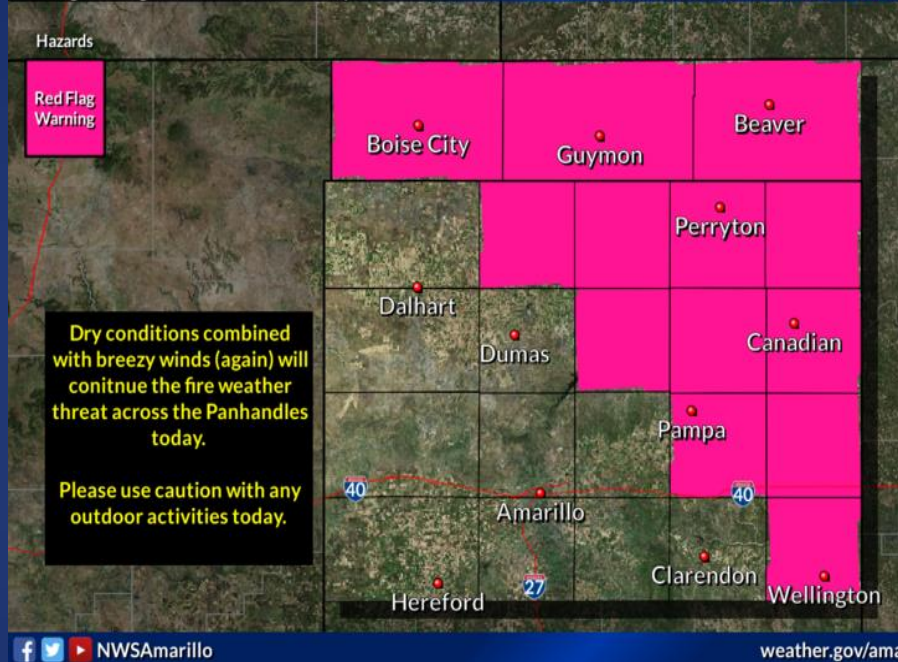 Hazards
Red Flag
Warning
Boise City
Guymon
Beaver
Perryton
Dalhart
Dumas
Canadian
Dry conditions combined
with breezy winds (again) will
conitnue the fire weather
threat across the Panhandles
today.
Please use caution with any
outdoor activities today.
Pampa
40
40
Amarillo
Clarendon
27
Hereford
Wellington
NWSAmarillo
weather.gov/ama